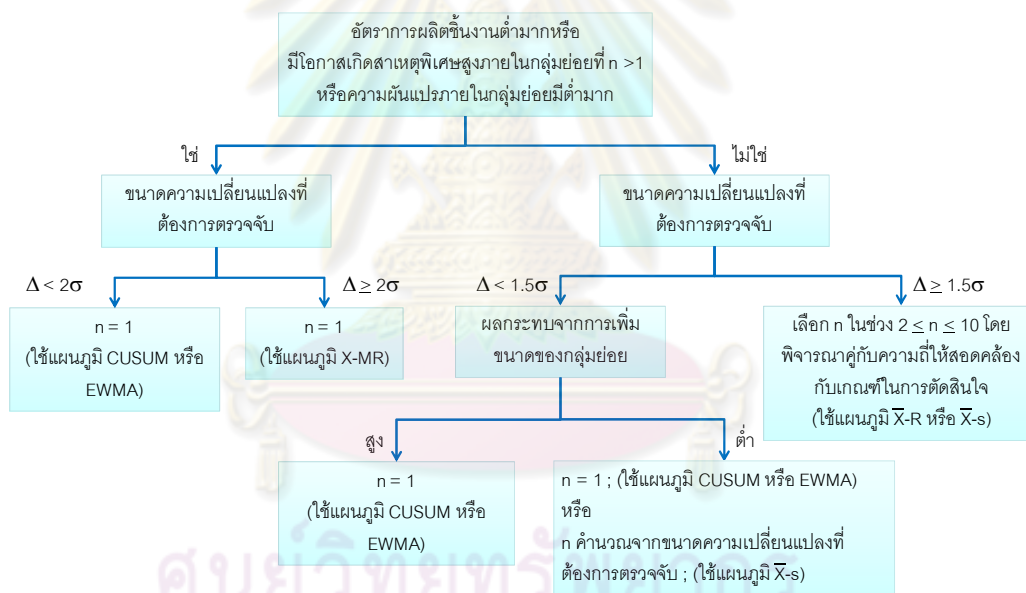 อัตราการผลิตชิ้นงานต่ำมากหรือ
มีโอกาสเกิดสาเหตุพิเศษสูงภายในกลุ่มย่อยที่ n >1
หรือความผันแปรภายในกลุ่มย่อยมีต่ำมาก
ใช่
ไม่ใช่
ขนาดความเปลี่ยนแปลงที่
ต้องการตรวจจับ
ขนาดความเปลี่ยนแปลงที่
ต้องการตรวจจับ
Δ < 2σ
Δ ≥ 2σ
Δ < 1.5σ
Δ ≥ 1.5σ
n = 1
(ใช้แผนภูมิ CUSUM หรือ
EWMA)
n = 1
(ใช้แผนภูมิ X-MR)
ผลกระทบจากการเพิ่ม
ขนาดของกลุ่มย่อย
เลือก n ในช่วง 2 ≤ n ≤ 10 โดย
พิจารณาคู่กับความถี่ให้สอดคล้อง
กับเกณฑ์ในการตัดสินใจ
(ใช้แผนภูมิ X̅-R หรือ X̅-s)
สูง
ต่ำ
n = 1
(ใช้แผนภูมิ CUSUM หรือ
EWMA)
n = 1 ; (ใช้แผนภูมิ CUSUM หรือ EWMA)
หรือ
n คำนวณจากขนาดความเปลี่ยนแปลงที่
ต้องการตรวจจับ ; (ใช้แผนภูมิ X̅-s)
ศูนย์วิทยทรัพยากร